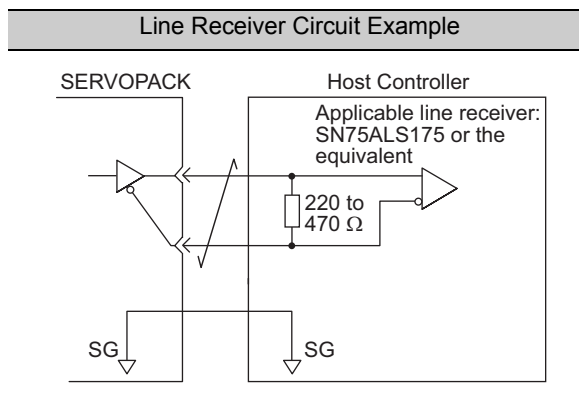 Line Receiver Circuit Example
SERVOPACK
Host Controller
Applicable line receiver:
SN75ALS175 or the
equivalent
220 to
470 Ω
SG
SG